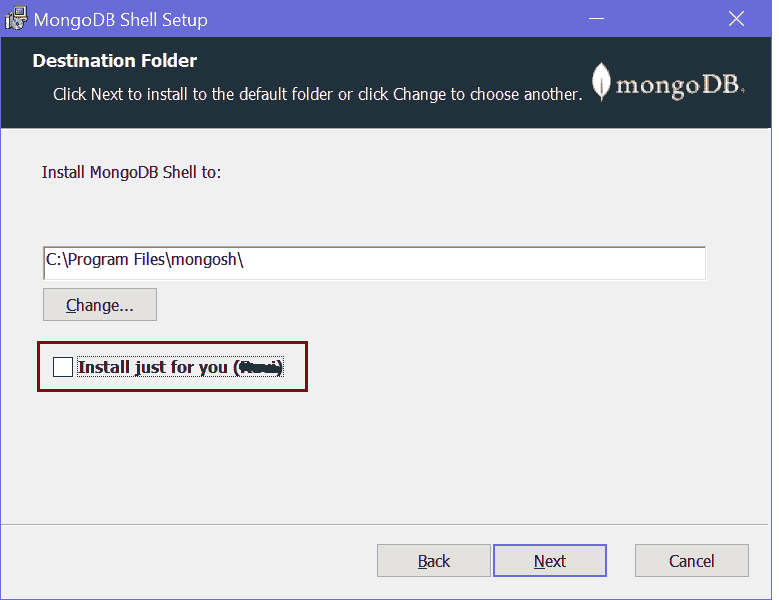 MongoDB Shell Setup
Destination Folder
Click Next to install to the default folder or click Change to choose another.
mongoDB.
Install MongoDB Shell to:
C:\Program Files\mongosh\
Change...
Install just for you (
Back
Next
Cancel